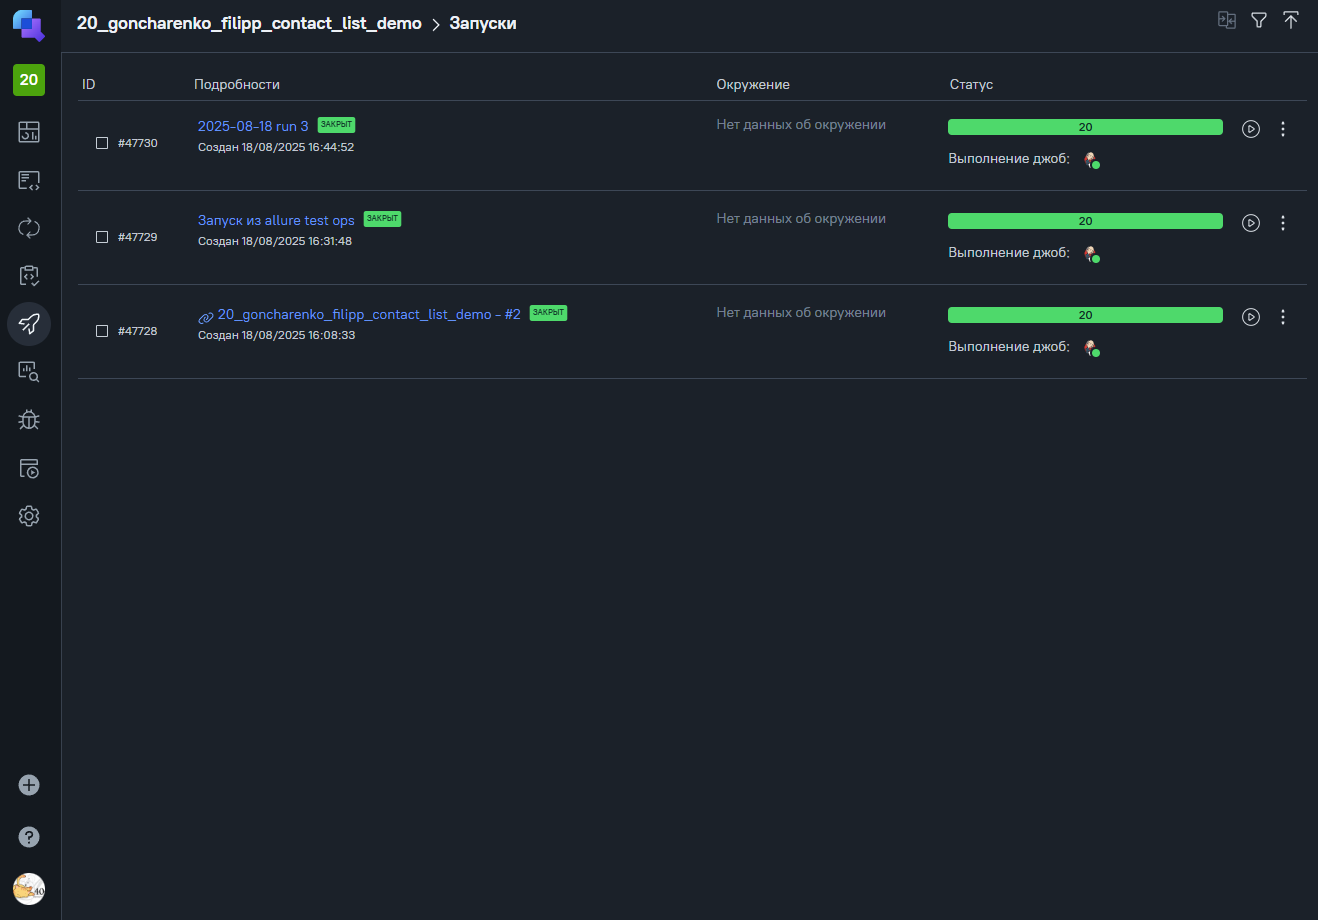 20_goncharenko_filipp_contact_list_demo > Запуски
20
ID Подробности Окружение Статус
#47730 2025-08-18 run 3 ЗАКРЫТ Нет данных об окружении 20
Создан 18/08/2025 16:44:52 Выполнение джоб:
#47729 Запуск из allure test ops ЗАКРЫТ Нет данных об окружении 20
Создан 18/08/2025 16:31:48 Выполнение джоб:
#47728 20_goncharenko_filipp_contact_list_demo - #2 ЗАКРЫТ Нет данных об окружении 20
Создан 18/08/2025 16:08:33 Выполнение джоб:
?
40